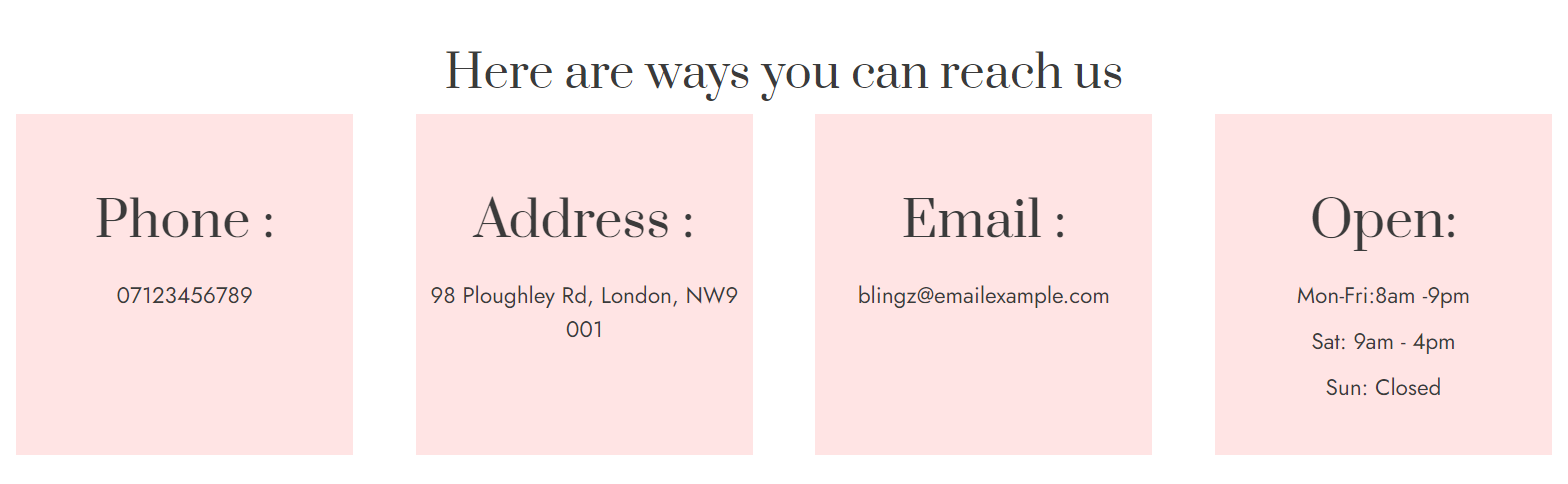 Here are ways you can reach us
Phone :
07123456789
Address :
98 Ploughley Rd, London, NW9
001
Email :
blingz@emailexample.com
Open:
Mon-Fri:8am -9pm
Sat: 9am - 4pm
Sun: Closed